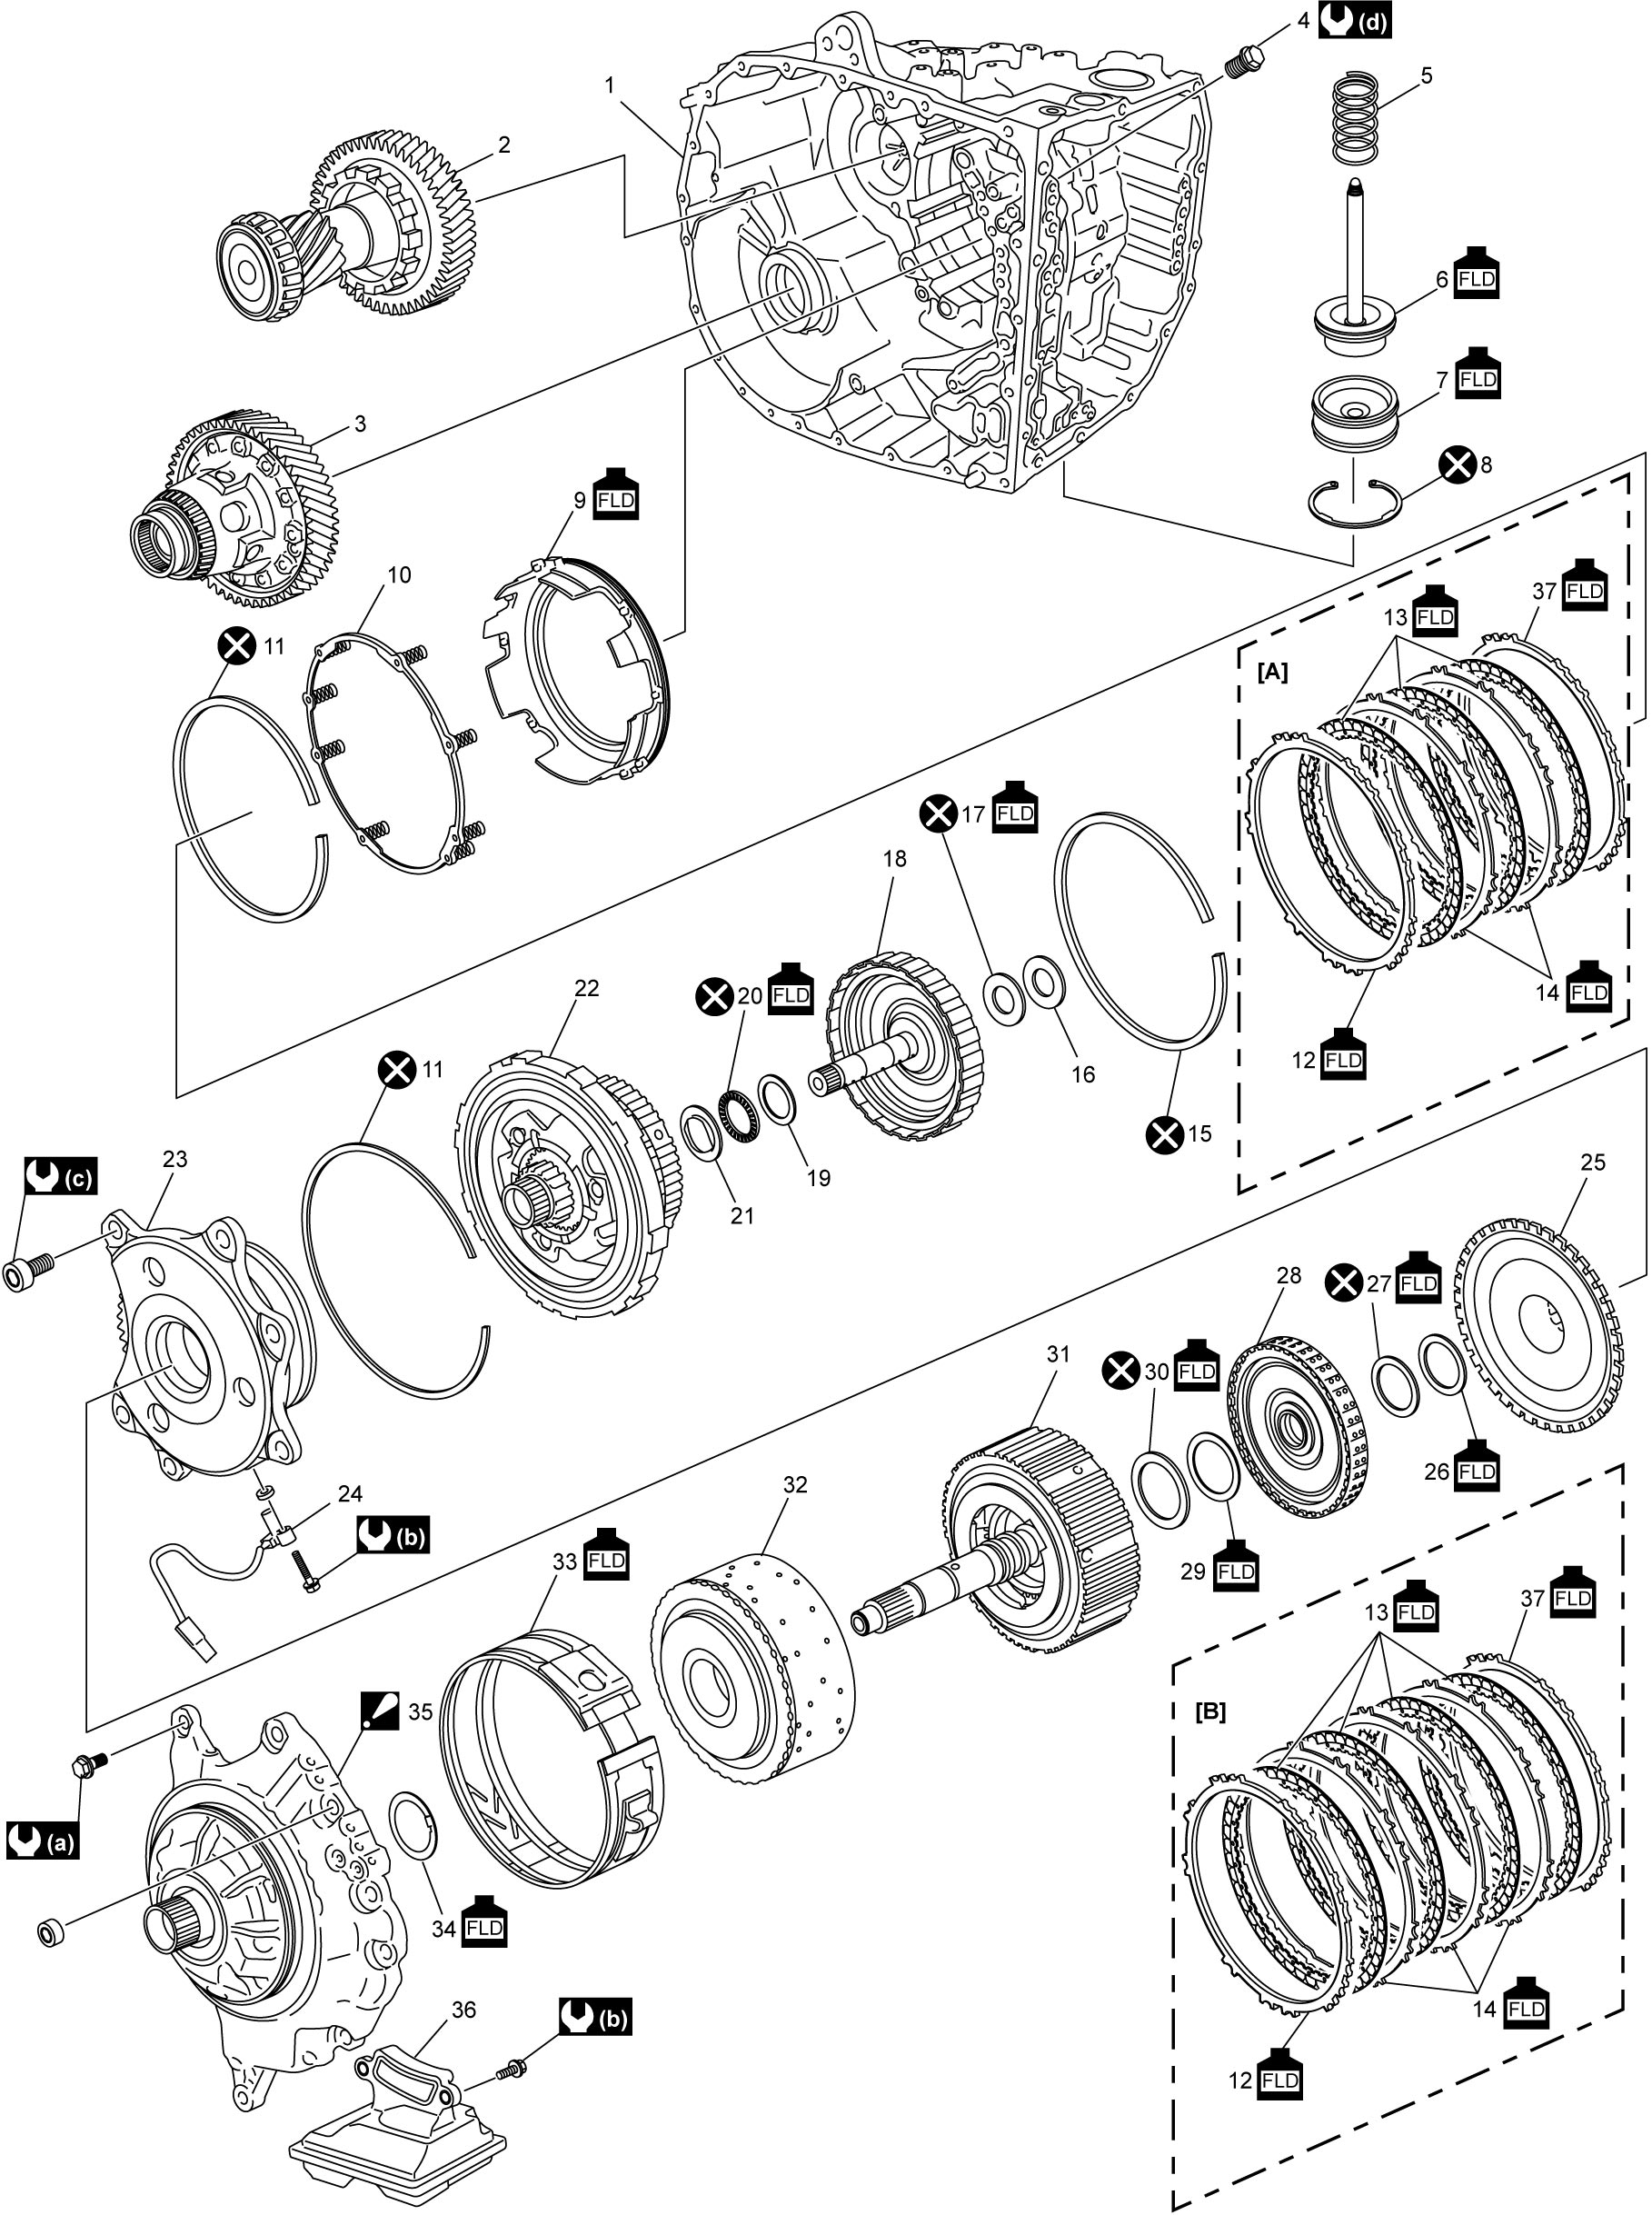 4 (d)
1
5
2
6 FLD
7 FLD
3
8
9 FLD
37 FLD
10
13 FLD
11
[A]
17 FLD
18
14 FLD
22
20 FLD
12 FLD
11
16
15
23
19
25
(c)
21
28
27 FLD
31
30 FLD
26 FLD
32
24
(b)
33 FLD
29 FLD
37 FLD
13 FLD
35
[B]
(a)
34 FLD
36
(b)
14 FLD
12 FLD